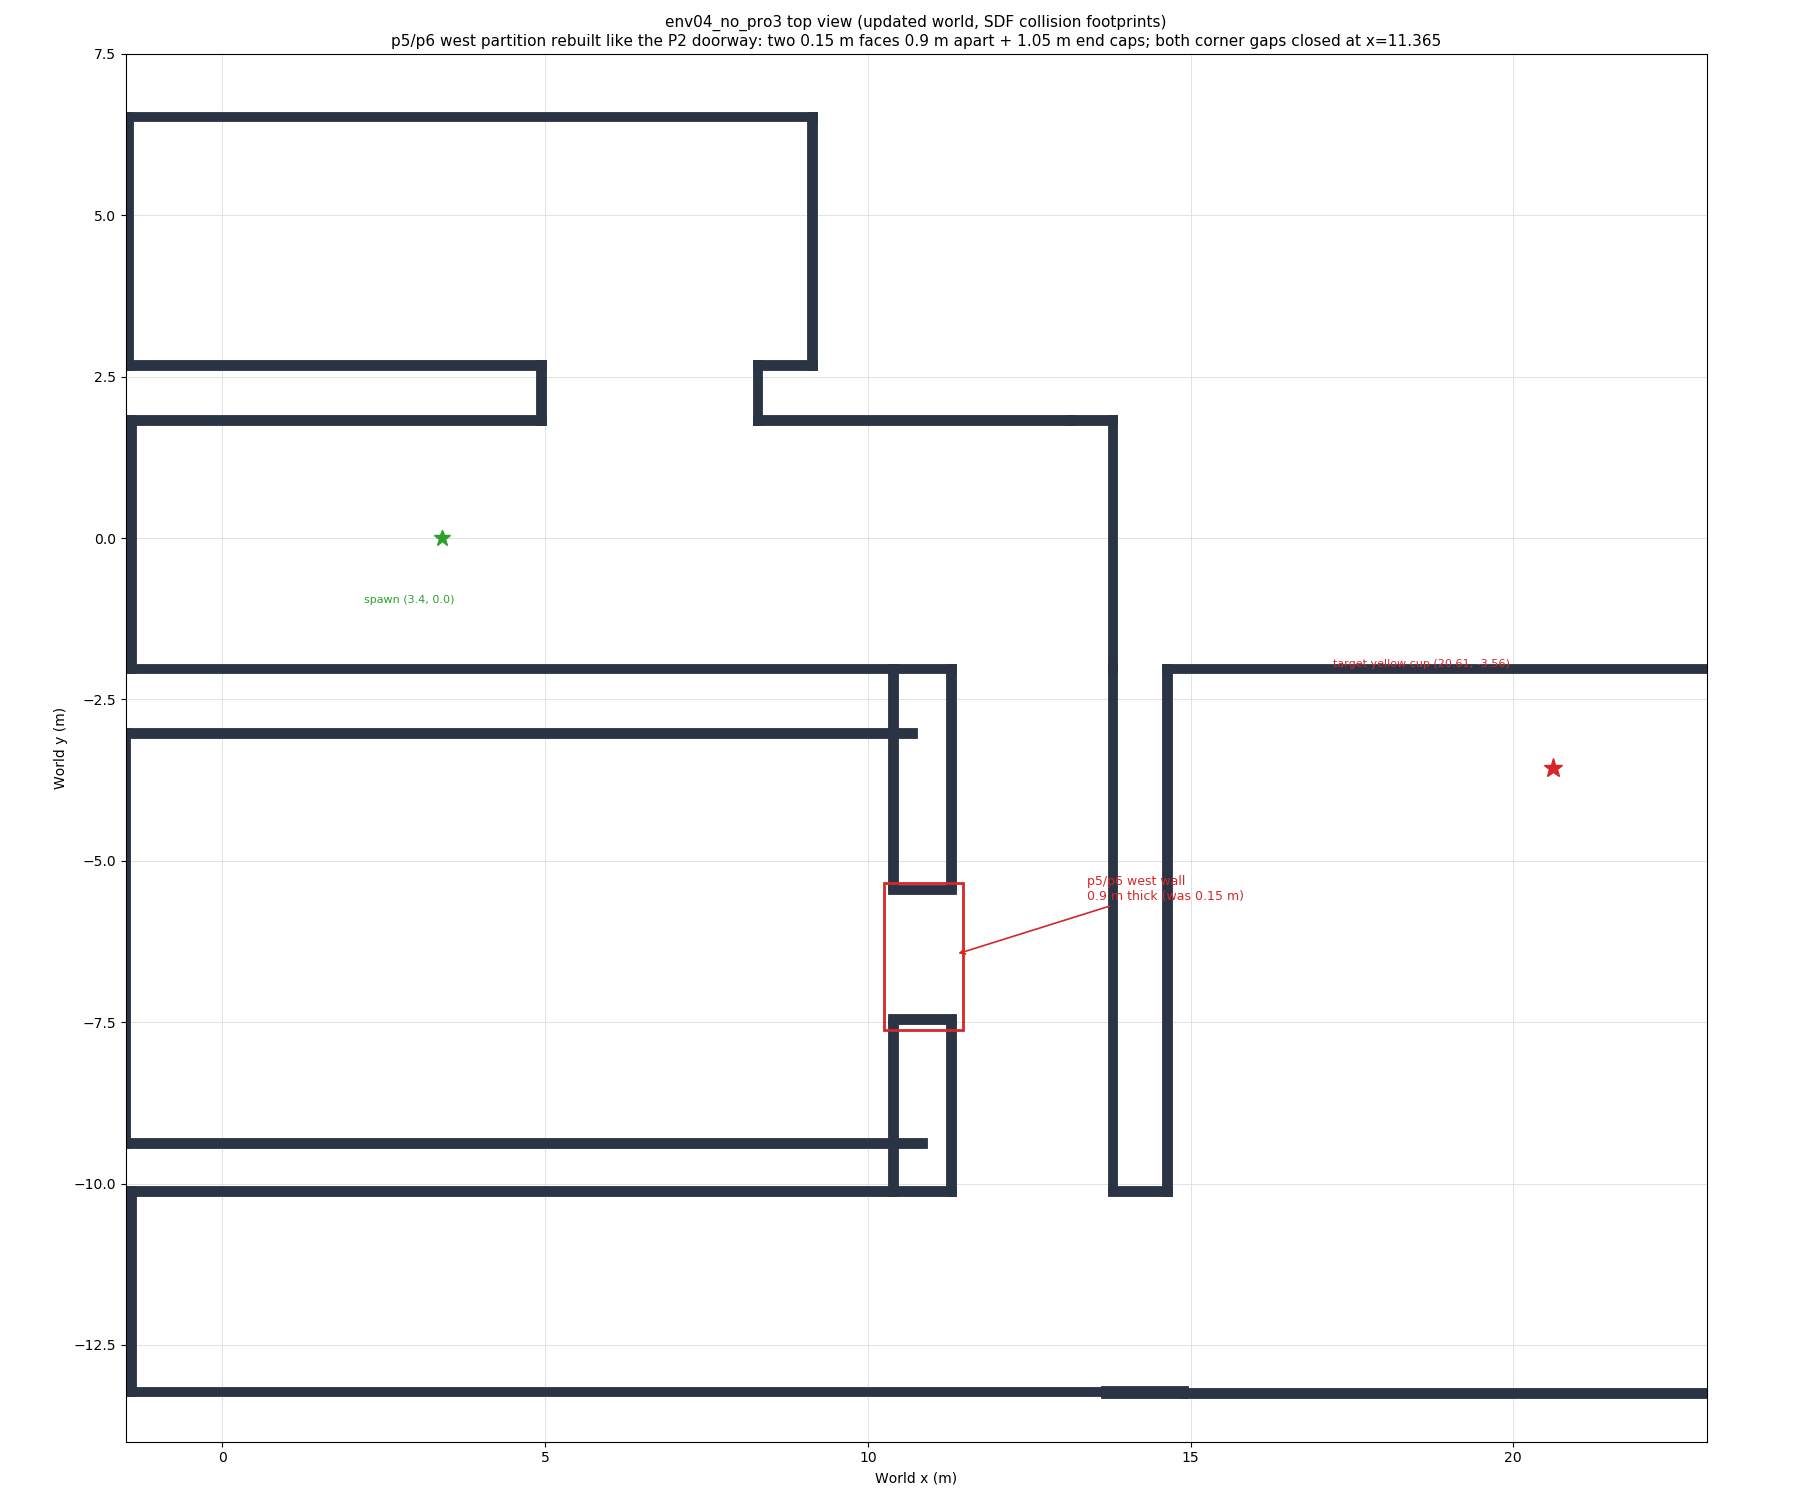 env04_no_pro3 top view (updated world, SDF collision footprints)
p5/p6 west partition rebuilt like the P2 doorway: two 0.15 m faces 0.9 m apart + 1.05 m end caps; both corner gaps closed at x=11.365
7.5
5.0
2.5
0.0
−2.5
−5.0
−7.5
−10.0
−12.5
World y (m)
spawn (3.4, 0.0)
target yellow cup (20.61, -3.56)
p5/p6 west wall
0.9 m thick (was 0.15 m)
0
5
10
15
20
World x (m)